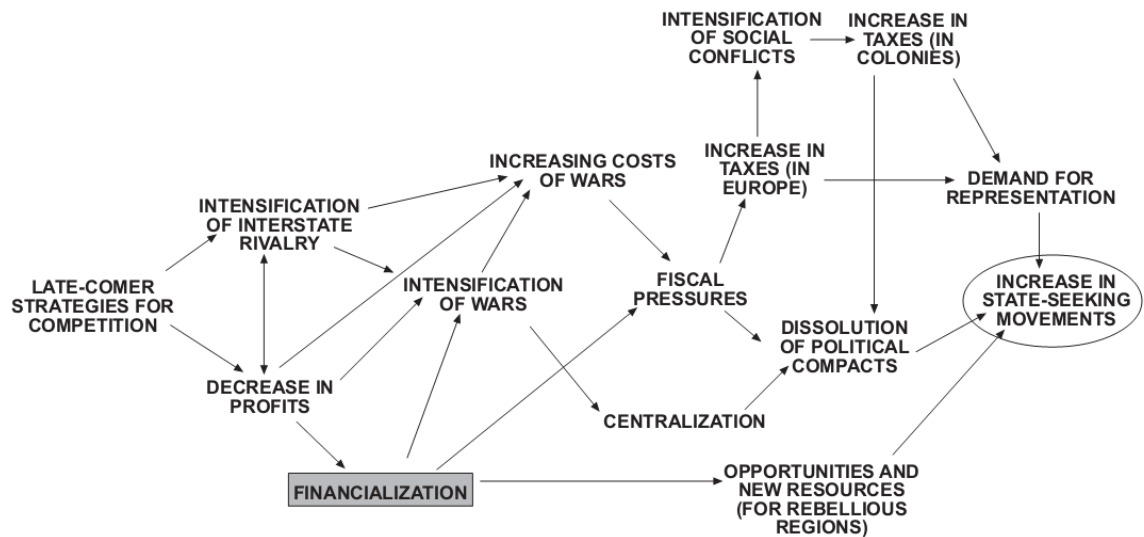 INTENSIFICATION
OF SOCIAL
CONFLICTS
INCREASE IN
TAXES (IN
COLONIES)
INCREASING COSTS
OF WARS
INCREASE IN
TAXES (IN
EUROPE)
DEMAND FOR
REPRESENTATION
INTENSIFICATION
OF INTERSTATE
RIVALRY
LATE-COMER
STRATEGIES FOR
COMPETITION
INTENSIFICATION
OF WARS
FISCAL
PRESSURES
INCREASE IN
STATE-SEEKING
MOVEMENTS
DISSOLUTION
OF POLITICAL
COMPACTS
DECREASE IN
PROFITS
CENTRALIZATION
FINANCIALIZATION
OPPORTUNITIES AND
NEW RESOURCES
(FOR REBELLIOUS
REGIONS)